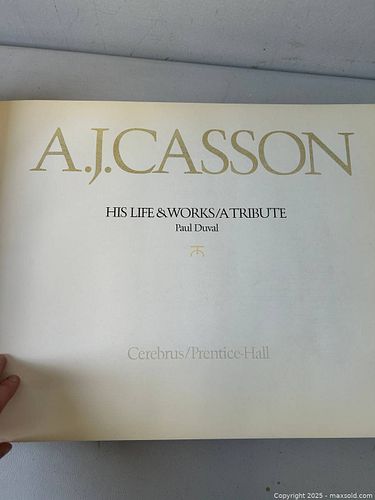 A.J.CASSON
HIS LIFE & WORKS/A TRIBUTE
Paul Duval
Cerebrus/Prentice-Hall
Copyright © 2025 - maxsold.com